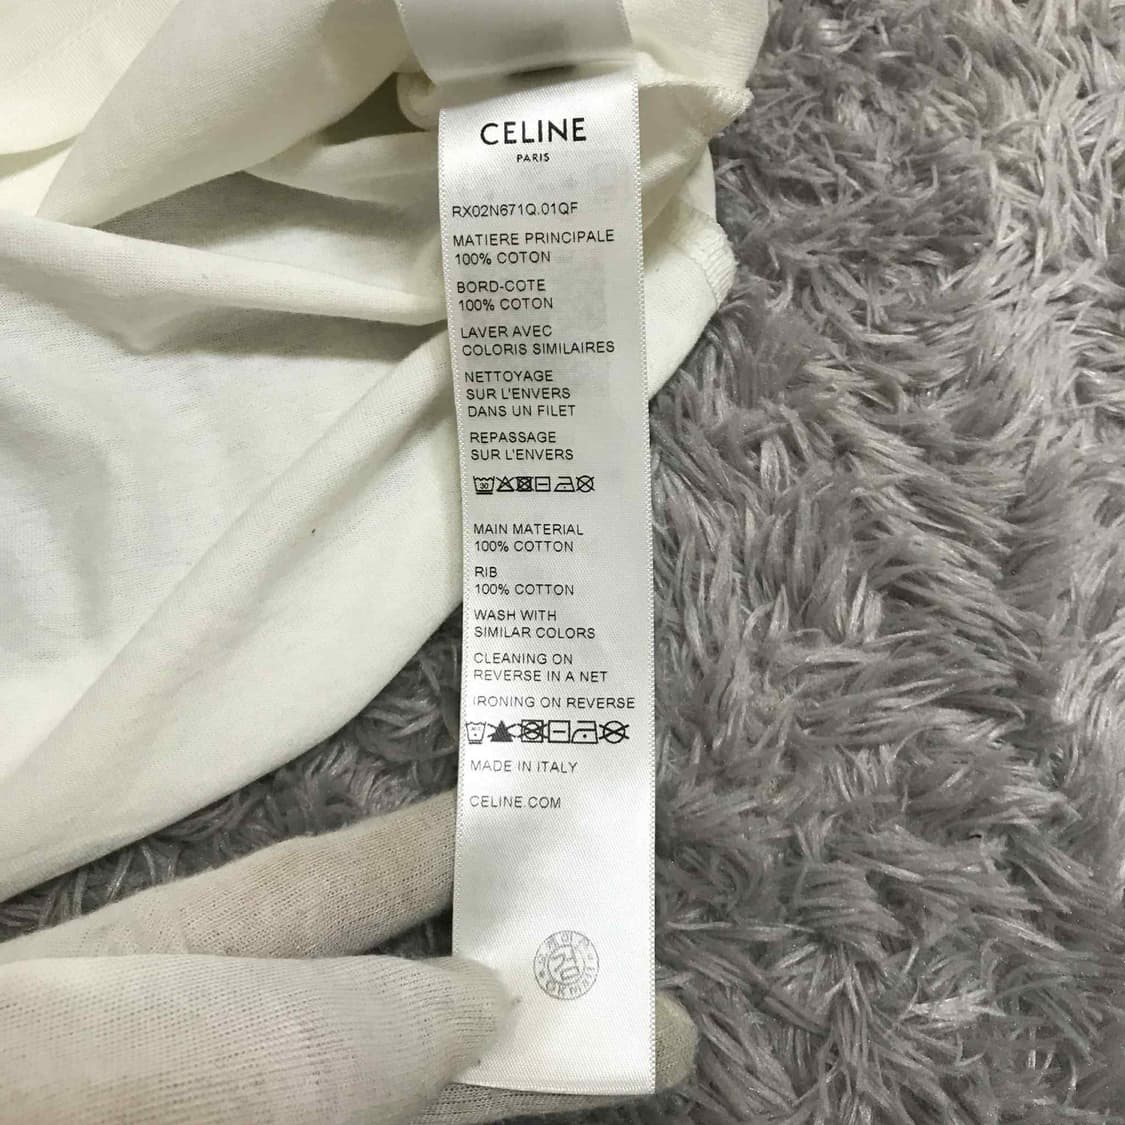 CELINE
PARIS
RX02N671Q.01QF
MATIERE PRINCIPALE
100% COTON
BORD-COTE
100% COTON
LAVER AVEC
COLORIS SIMILAIRES
NETTOYAGE
SUR L'ENVERS
DANS UN FILET
REPASSAGE
SUR L'ENVERS
30
MAIN MATERIAL
100% COTTON
RIB
100% COTTON
WASH WITH
SIMILAR COLORS
CLEANING ON
REVERSE IN A NET
IRONING ON REVERSE
MADE IN ITALY
CELINE.COM
검